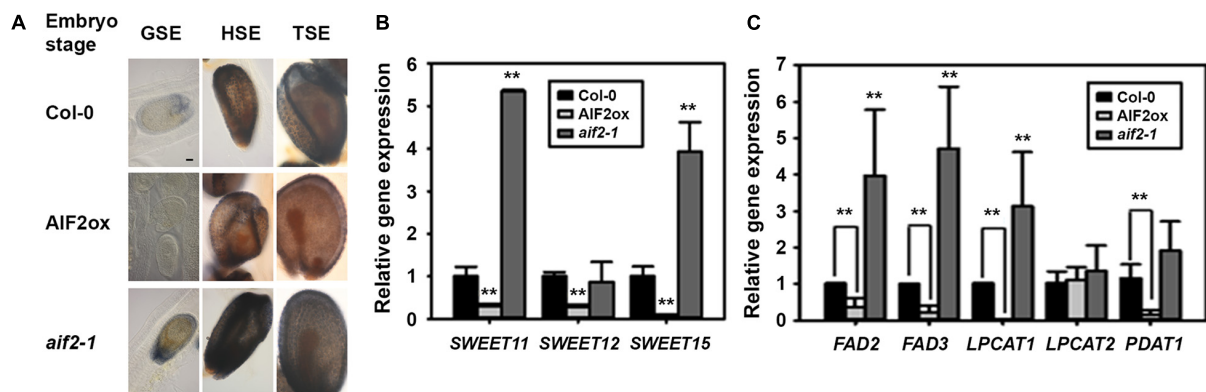 A
Embryo stage
GSE HSE TSE
Col-0
AIF2ox
aif2-1
B
Relative gene expression
6
5
4
3
2
1
0
Col-0
AIF2ox
aif2-1
** ** ** ** **
SWEET11 SWEET12 SWEET15
C
Relative gene expression
7
6
5
4
3
2
1
0
Col-0
AIF2ox
aif2-1
** ** ** ** ** ** **
FAD2 FAD3 LPCAT1 LPCAT2 PDAT1